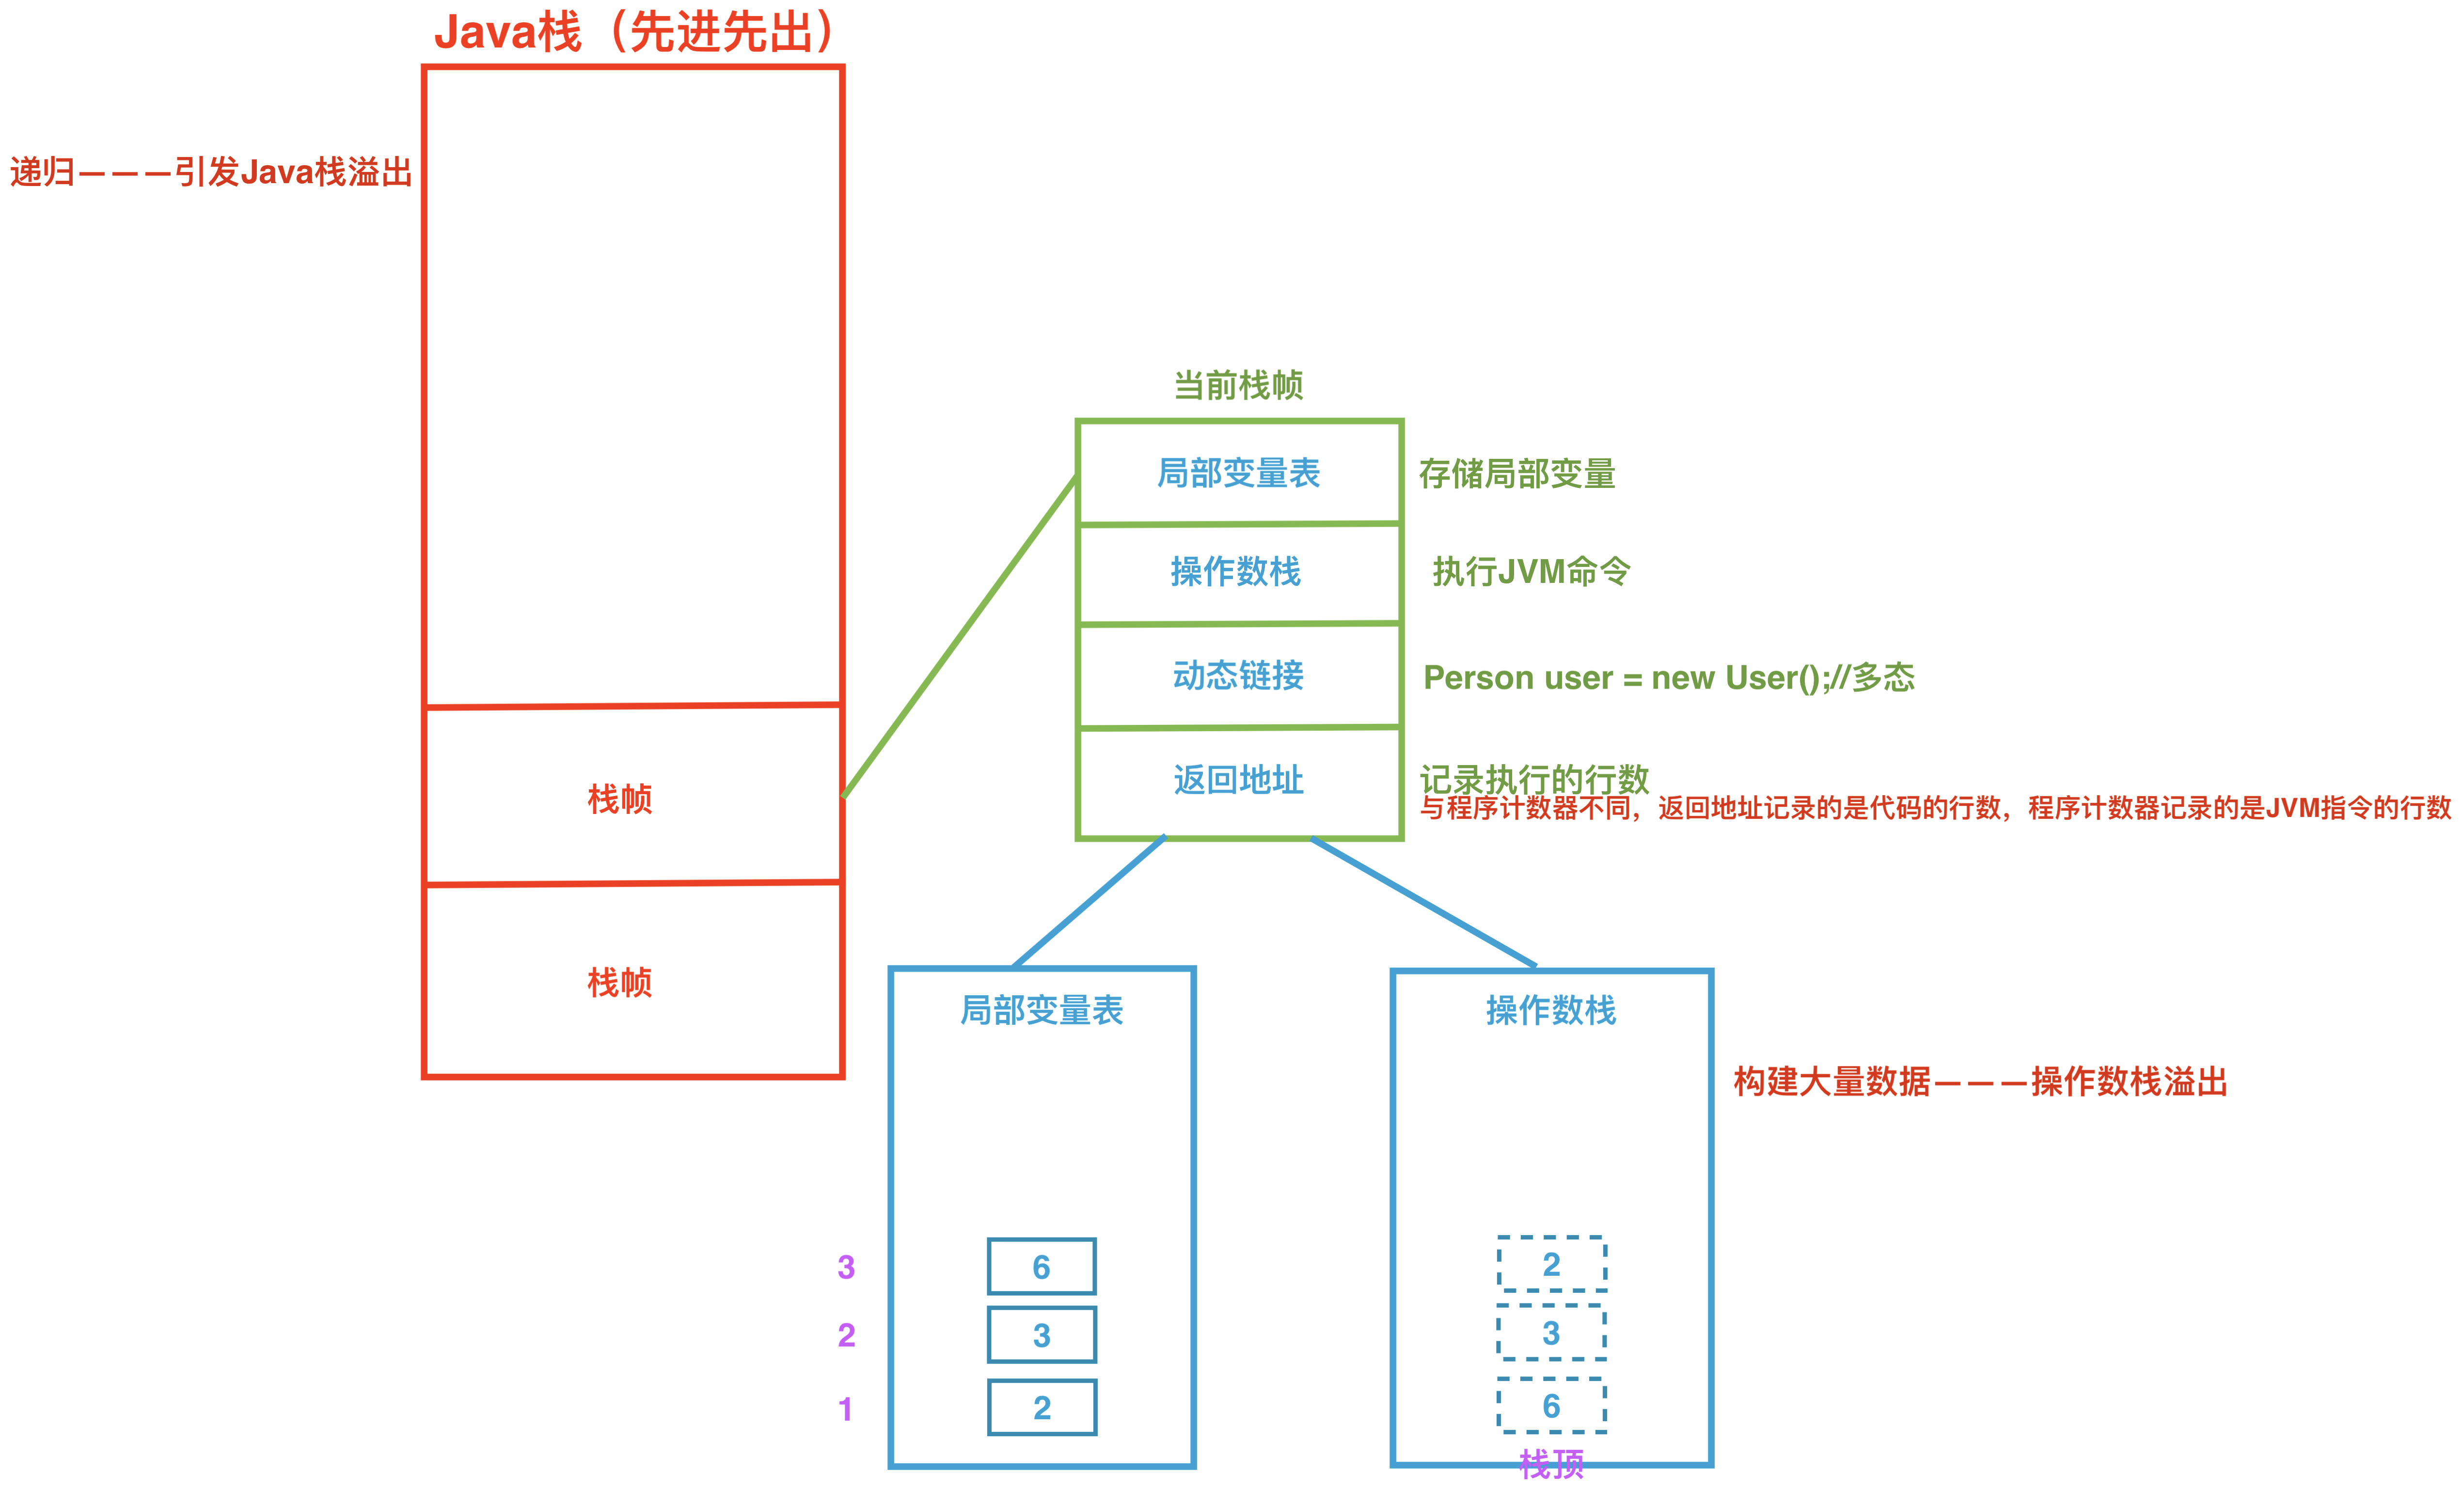 Java栈（先进先出）
递归———引发Java栈溢出
当前栈帧
局部变量表
存储局部变量
操作数栈
执行JVM命令
动态链接
Person user = new User();//多态
返回地址
记录执行的行数
与程序计数器不同，返回地址记录的是代码的行数，程序计数器记录的是JVM指令的行数
栈帧
栈帧
局部变量表
操作数栈
构建大量数据———操作数栈溢出
3
6
2
2
3
3
1
2
6
栈顶